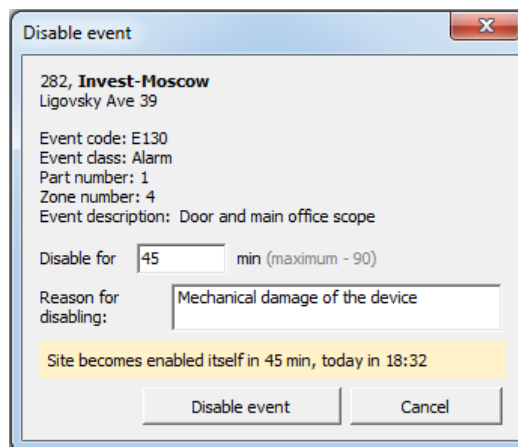 Disable event
282, Invest-Moscow
Ligovsky Ave 39
Event code: E130
Event class: Alarm
Part number: 1
Zone number: 4
Event description:  Door and main office scope
Disable for 45 min (maximum - 90)
Reason for Mechanical damage of the device
disabling:
Site becomes enabled itself in 45 min, today in 18:32
Disable event Cancel